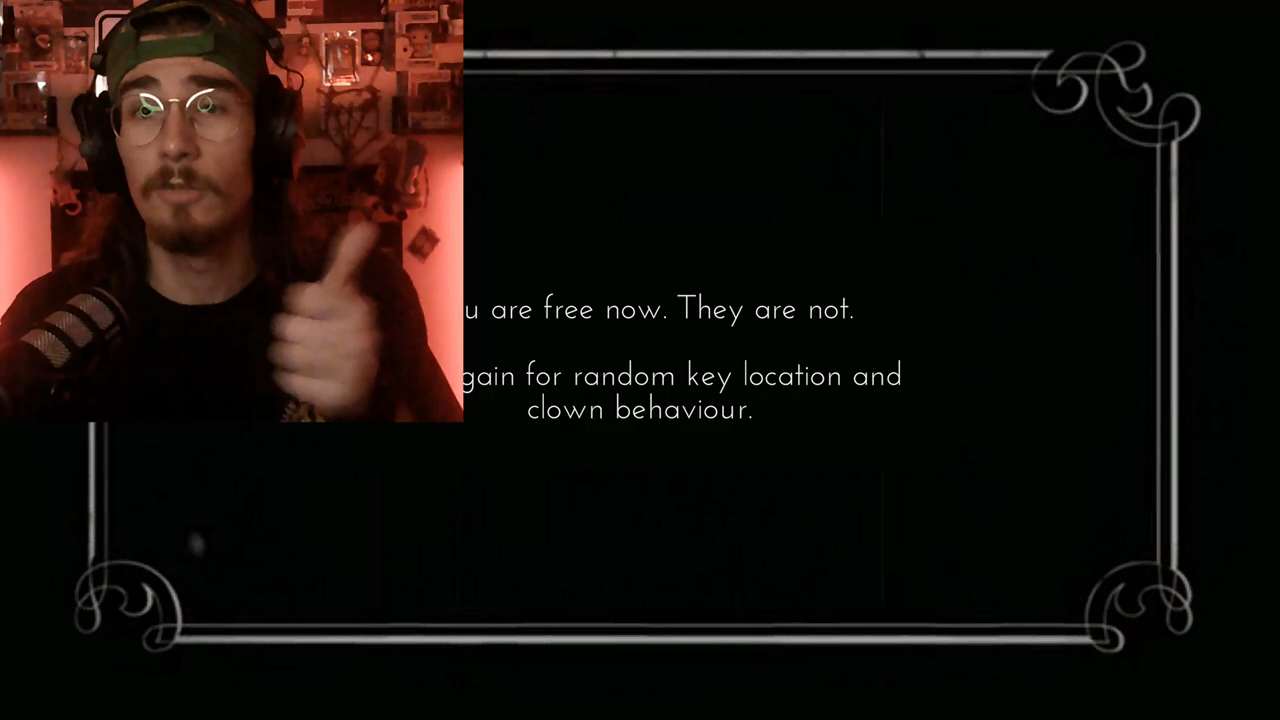 u are free now. They are not.
gain for random key location and
clown behaviour.